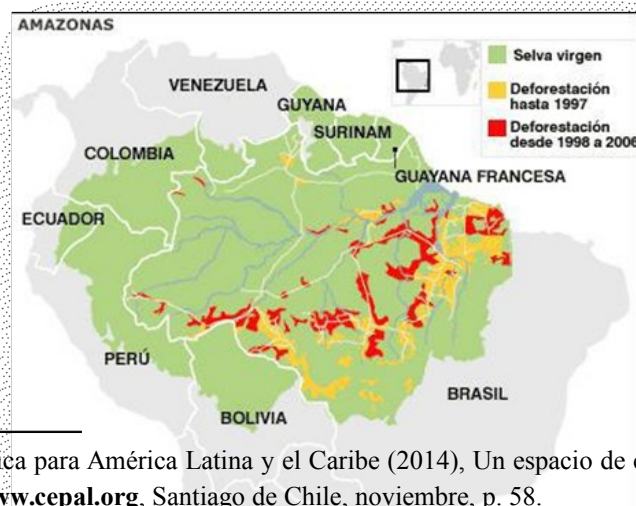 AMAZONAS
Selva virgen
Deforestación
hasta 1997
Deforestación
desde 1998 a 2006
VENEZUELA
GUYANA
SURINAM
COLOMBIA
GUAYANA FRANCESA
ECUADOR
PERÚ
BRASIL
BOLIVIA
ica para América Latina y el Caribe (2014), Un espacio de
ww.cepal.org, Santiago de Chile, noviembre, p. 58.